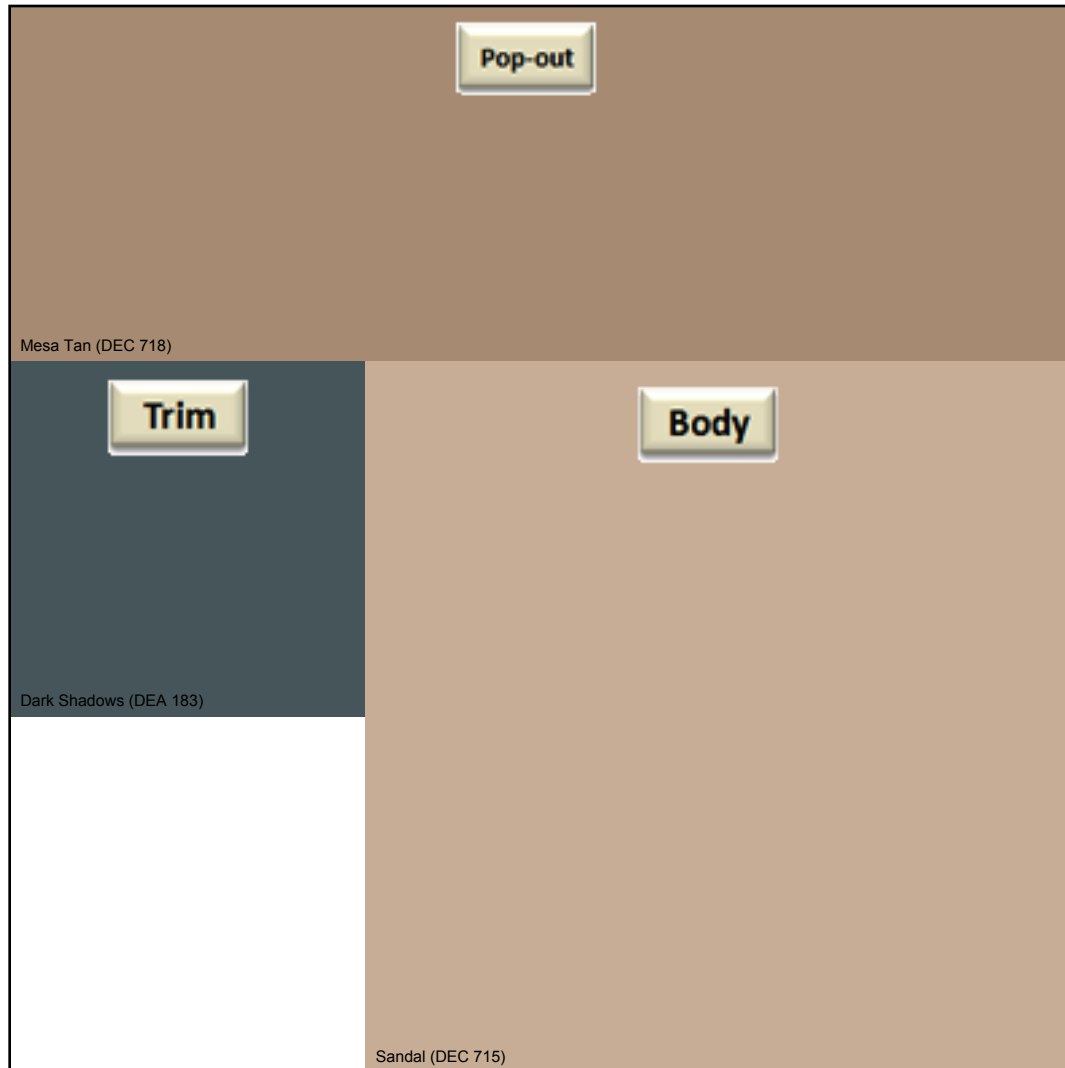 Pop-out
Mesa Tan (DEC 718)
Trim
Body
Dark Shadows (DEA 183)
Sandal (DEC 715)